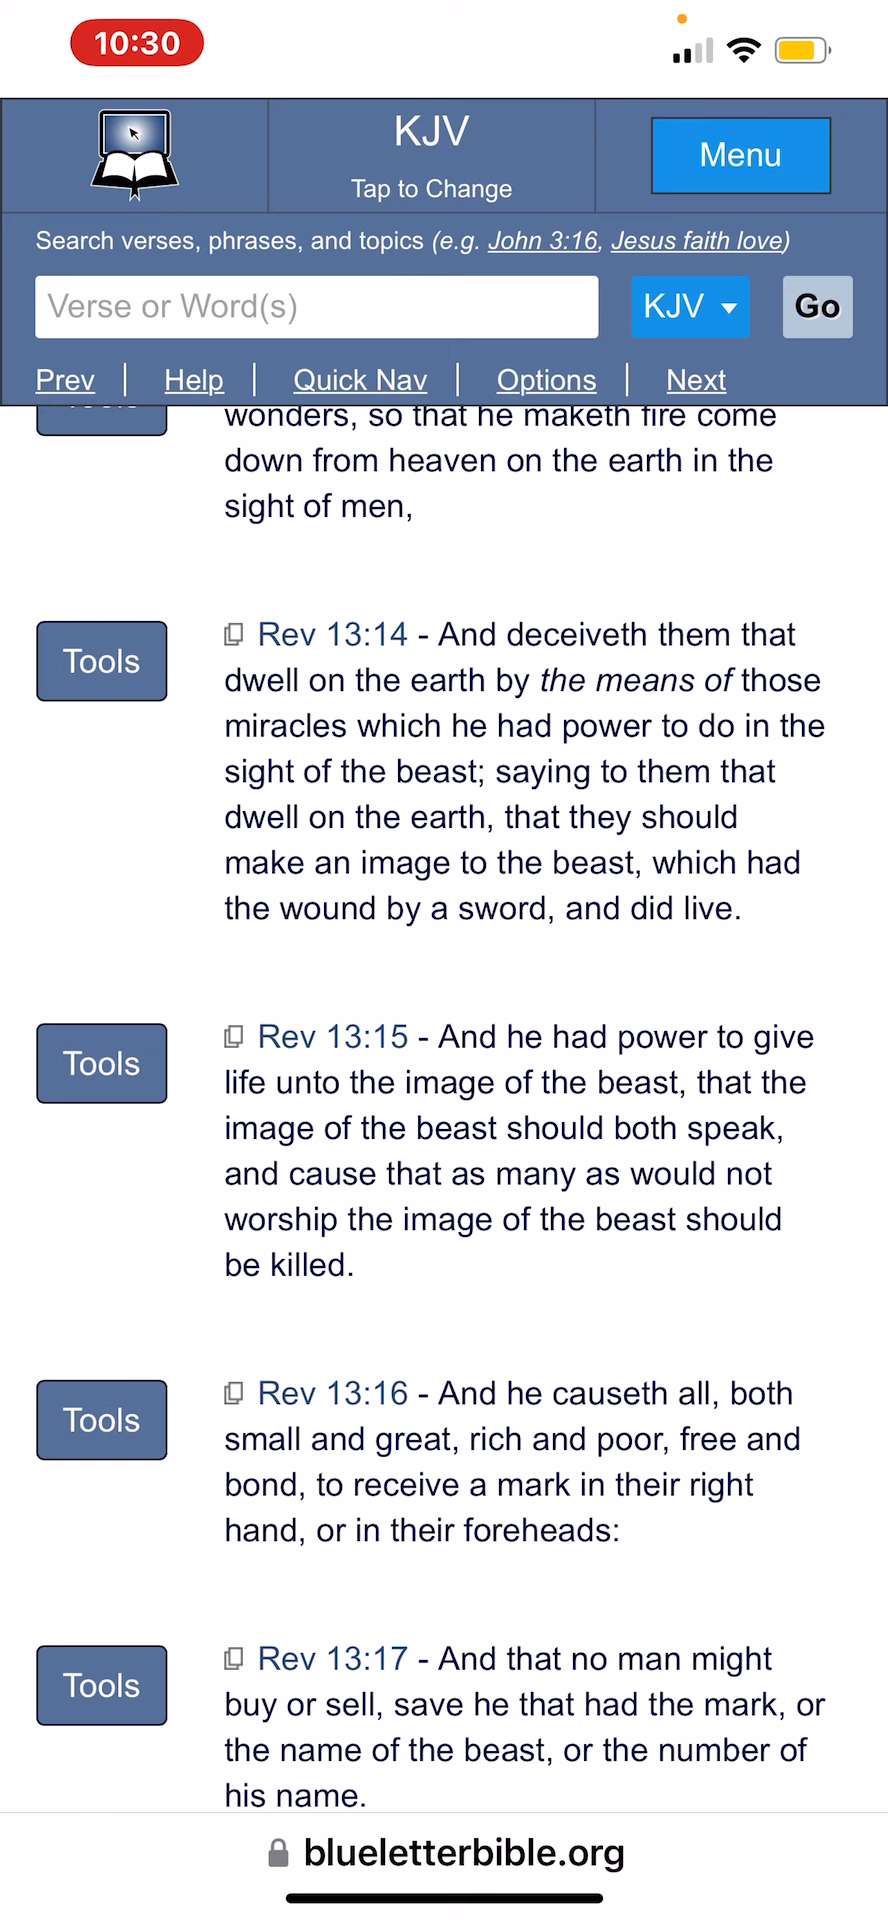 10:30
KJV
Tap to Change
Menu
Search verses, phrases, and topics (e.g. John 3:16, Jesus faith love)
Verse or Word(s)
KJV
Go
Prev | Help | Quick Nav | Options | Next
Tools
wonders, so that he maketh fire come
down from heaven on the earth in the
sight of men,
Tools
Rev 13:14 - And deceiveth them that
dwell on the earth by the means of those
miracles which he had power to do in the
sight of the beast; saying to them that
dwell on the earth, that they should
make an image to the beast, which had
the wound by a sword, and did live.
Tools
Rev 13:15 - And he had power to give
life unto the image of the beast, that the
image of the beast should both speak,
and cause that as many as would not
worship the image of the beast should
be killed.
Tools
Rev 13:16 - And he causeth all, both
small and great, rich and poor, free and
bond, to receive a mark in their right
hand, or in their foreheads:
Tools
Rev 13:17 - And that no man might
buy or sell, save he that had the mark, or
the name of the beast, or the number of
his name.
blueletterbible.org